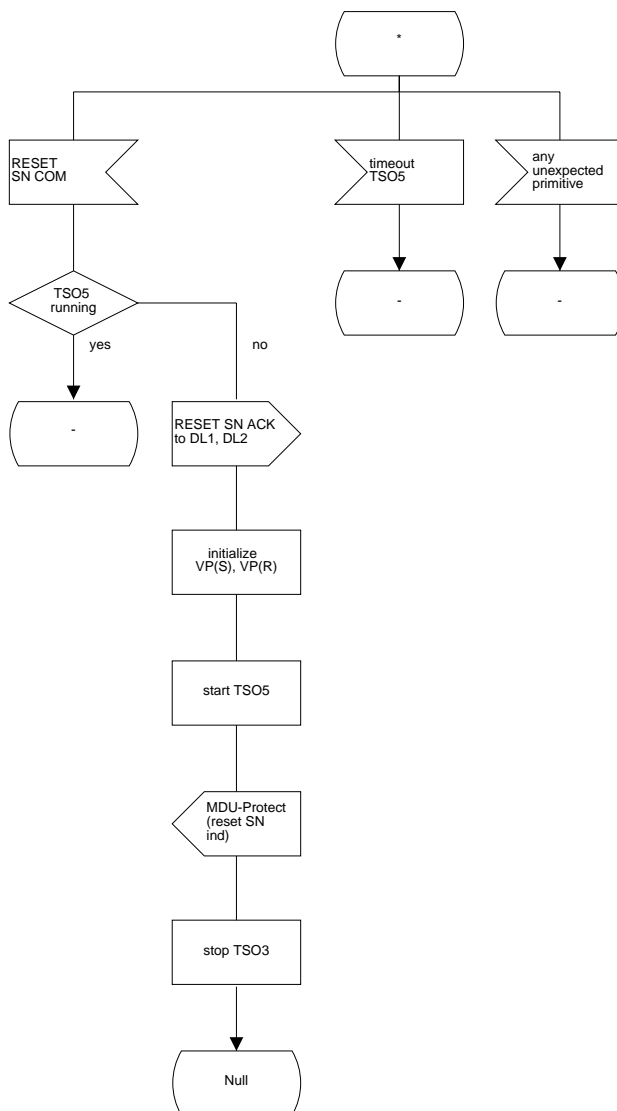 *
RESET
SN COM
timeout
TSO5
any
unexpected
primitive
TSO5
running
-
-
yes
no
-
RESET SN ACK
to DL1, DL2
initialize
VP(S), VP(R)
start TSO5
MDU-Protect
(reset SN
ind)
stop TSO3
Null